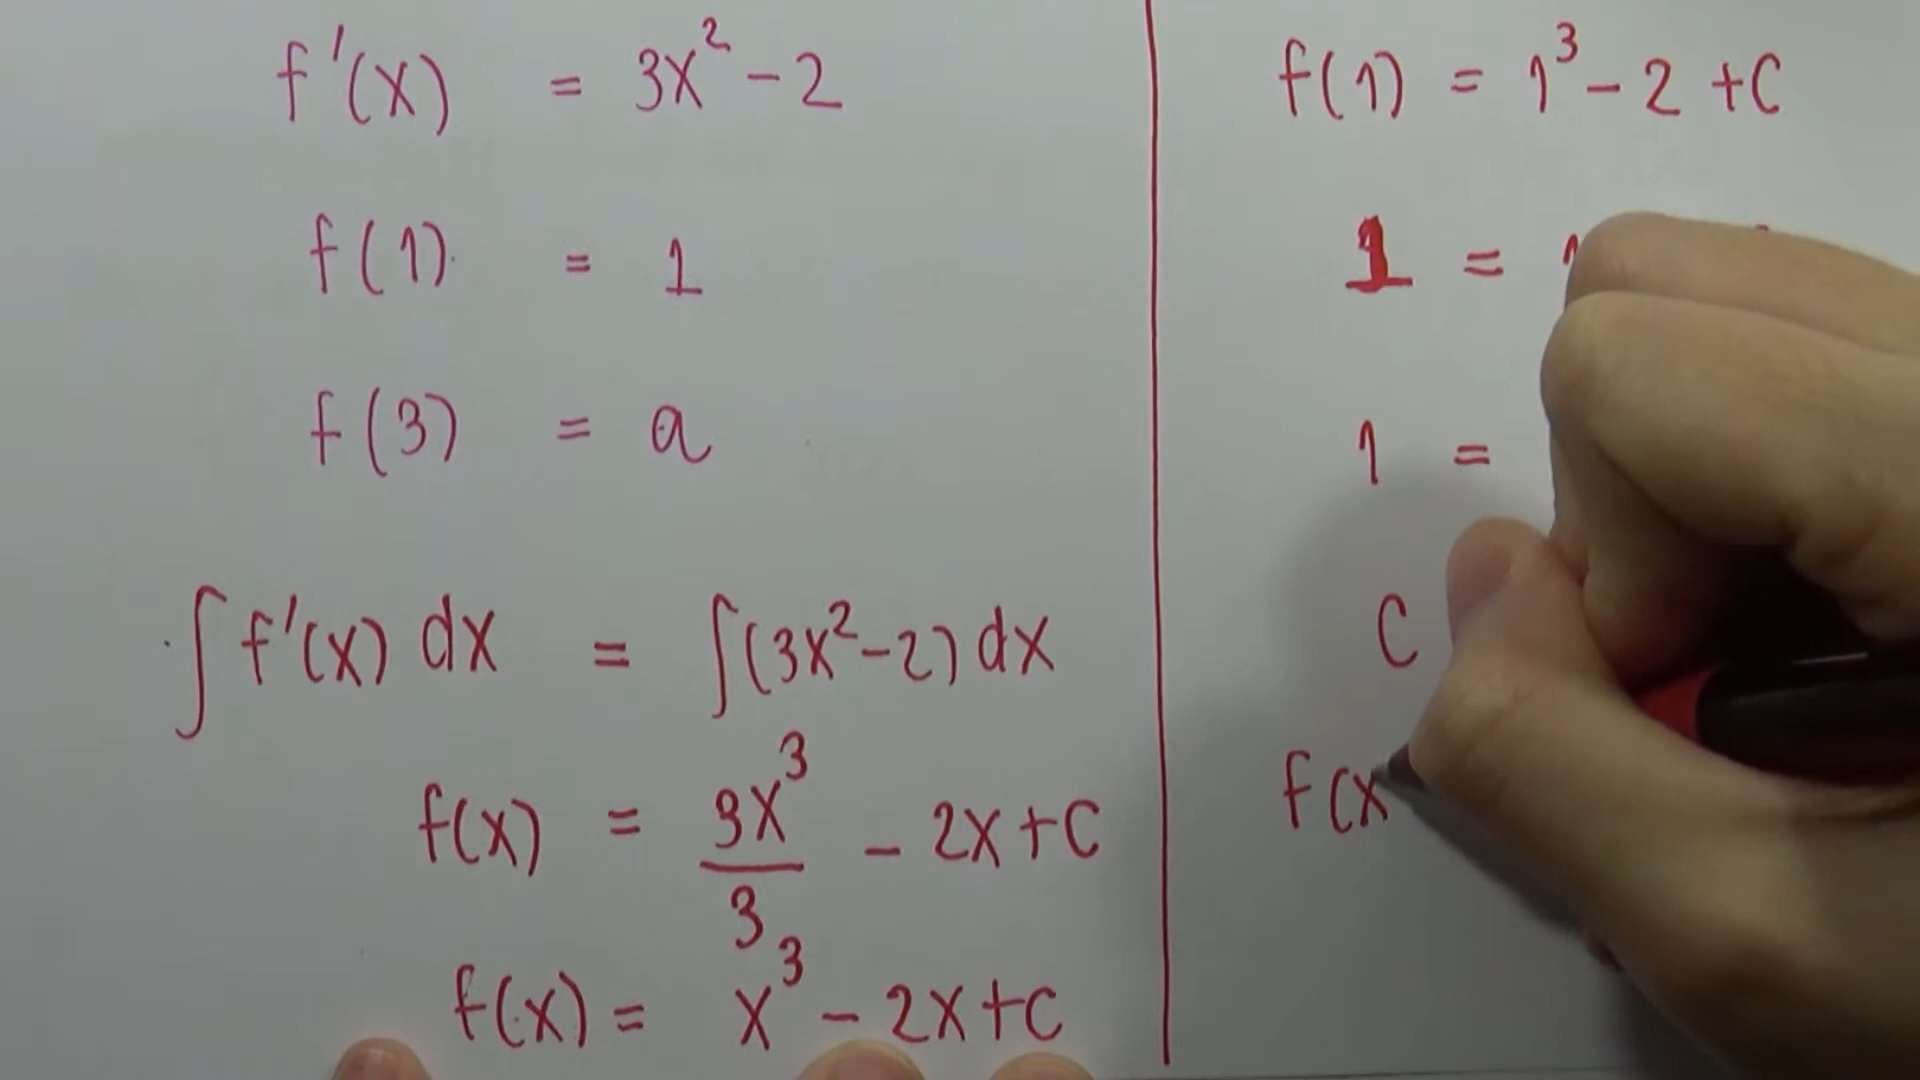 f'(x) = 3x² - 2
f(1) = 1
f(3) = a
∫ f'(x) dx = ∫(3x²-2) dx
f(x) = 3x³/3 - 2x + C
f(x) = x³ - 2x + C
f(1) = 1³ - 2 + C
1 =
1 =
C
f(x